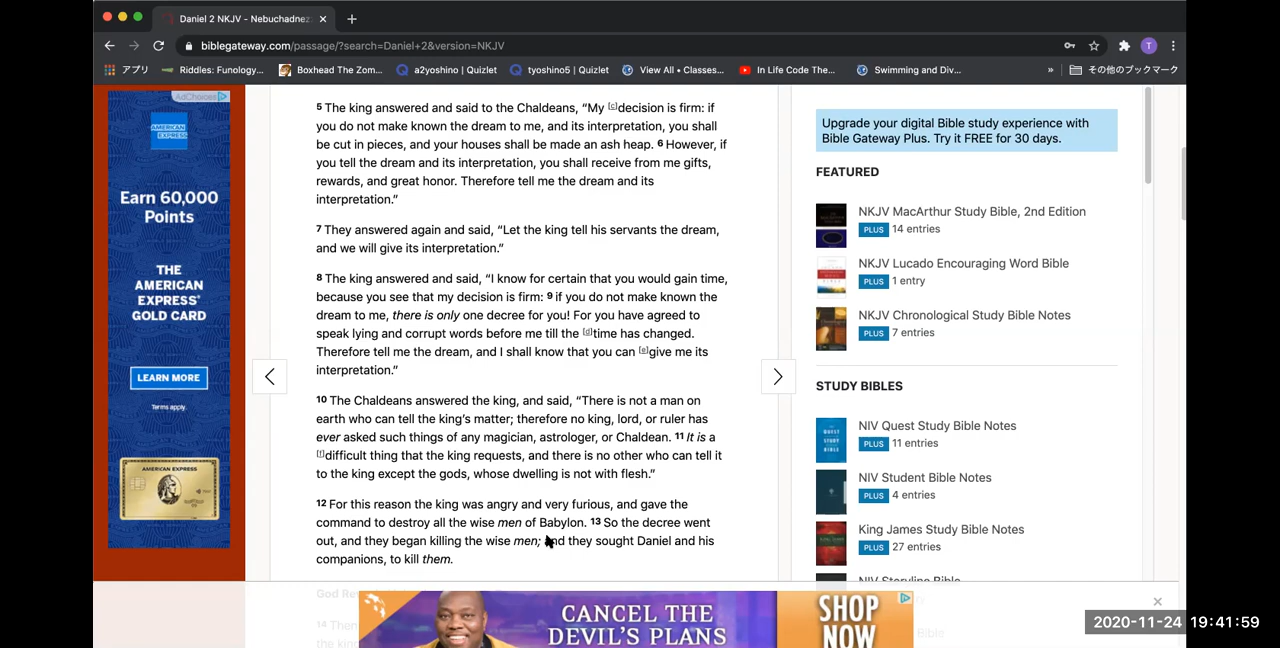 Daniel 2 NKJV - Nebuchadnez
biblegateway.com/passage/?search=Daniel+2&version=NKJV
アプリ Riddles: Funology... Boxhead The Zom... a2yoshino | Quizlet tyoshino5 | Quizlet View All • Classes... In Life Code The... Swimming and Div... » その他のブックマーク
AdChoices
AMERICAN EXPRESS
Earn 60,000
Points
THE
AMERICAN
EXPRESS®
GOLD CARD
LEARN MORE
Terms apply.
AMERICAN EXPRESS
5 The king answered and said to the Chaldeans, “My [c]decision is firm: if
you do not make known the dream to me, and its interpretation, you shall
be cut in pieces, and your houses shall be made an ash heap. 6 However, if
you tell the dream and its interpretation, you shall receive from me gifts,
rewards, and great honor. Therefore tell me the dream and its
interpretation.”
7 They answered again and said, “Let the king tell his servants the dream,
and we will give its interpretation.”
8 The king answered and said, “I know for certain that you would gain time,
because you see that my decision is firm: 9 if you do not make known the
dream to me, there is only one decree for you! For you have agreed to
speak lying and corrupt words before me till the [d]time has changed.
Therefore tell me the dream, and I shall know that you can [e]give me its
interpretation.”
10 The Chaldeans answered the king, and said, “There is not a man on
earth who can tell the king’s matter; therefore no king, lord, or ruler has
ever asked such things of any magician, astrologer, or Chaldean. 11 It is a
[f]difficult thing that the king requests, and there is no other who can tell it
to the king except the gods, whose dwelling is not with flesh.”
12 For this reason the king was angry and very furious, and gave the
command to destroy all the wise men of Babylon. 13 So the decree went
out, and they began killing the wise men; and they sought Daniel and his
companions, to kill them.
God Rev
14 Then
the kin
Upgrade your digital Bible study experience with
Bible Gateway Plus. Try it FREE for 30 days.
FEATURED
NKJV MacArthur Study Bible, 2nd Edition
PLUS 14 entries
NKJV Lucado Encouraging Word Bible
PLUS 1 entry
NKJV Chronological Study Bible Notes
PLUS 7 entries
STUDY BIBLES
NIV Quest Study Bible Notes
PLUS 11 entries
NIV Student Bible Notes
PLUS 4 entries
King James Study Bible Notes
PLUS 27 entries
NIV Storyline Bible
Bible
CANCEL THE
DEVIL'S PLANS
SHOP
NOW
2020-11-24 19:41:59